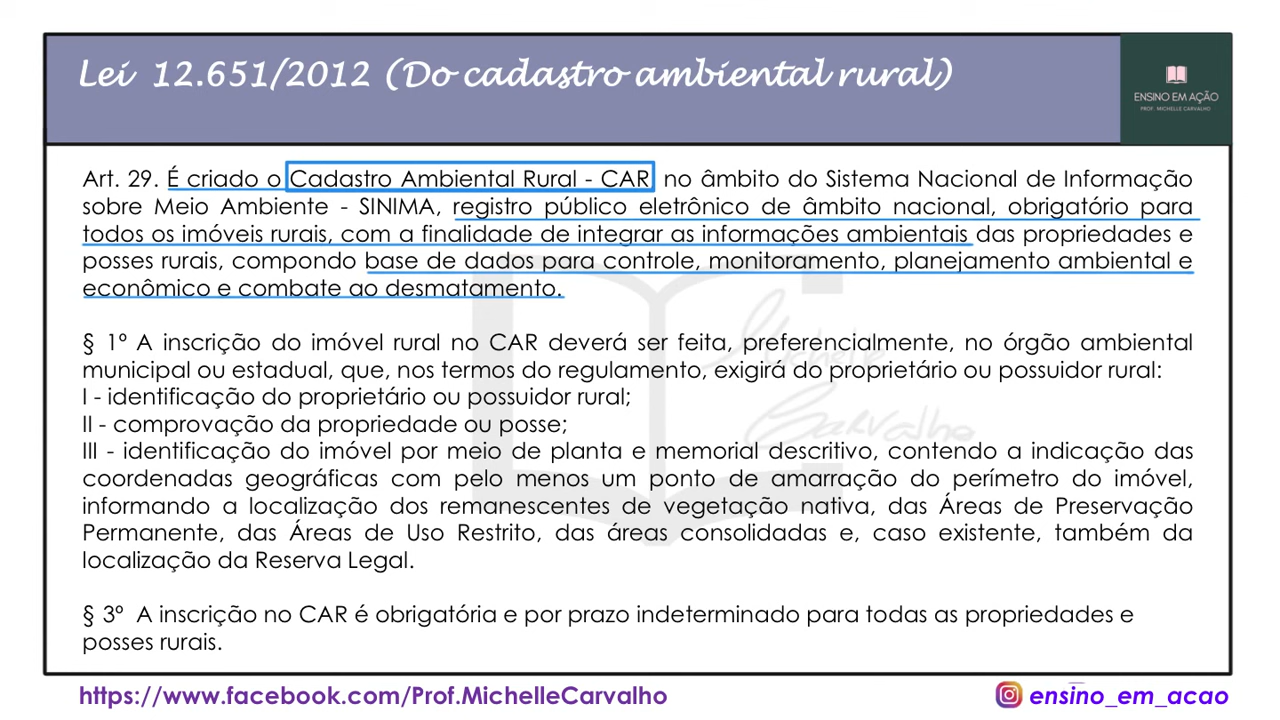 Lei 12.651/2012 (Do cadastro ambiental rural)
ENSINO EM AÇÃO
PROF. MICHELLE CARVALHO
Art. 29. É criado o Cadastro Ambiental Rural - CAR no âmbito do Sistema Nacional de Informação
sobre Meio Ambiente - SINIMA, registro público eletrônico de âmbito nacional, obrigatório para
todos os imóveis rurais, com a finalidade de integrar as informações ambientais das propriedades e
posses rurais, compondo base de dados para controle, monitoramento, planejamento ambiental e
econômico e combate ao desmatamento.
§ 1º A inscrição do imóvel rural no CAR deverá ser feita, preferencialmente, no órgão ambiental
municipal ou estadual, que, nos termos do regulamento, exigirá do proprietário ou possuidor rural:
I - identificação do proprietário ou possuidor rural;
II - comprovação da propriedade ou posse;
III - identificação do imóvel por meio de planta e memorial descritivo, contendo a indicação das
coordenadas geográficas com pelo menos um ponto de amarração do perímetro do imóvel,
informando a localização dos remanescentes de vegetação nativa, das Áreas de Preservação
Permanente, das Áreas de Uso Restrito, das áreas consolidadas e, caso existente, também da
localização da Reserva Legal.
§ 3º A inscrição no CAR é obrigatória e por prazo indeterminado para todas as propriedades e
posses rurais.
Michelle
Carvalho
https://www.facebook.com/Prof.MichelleCarvalho
ensino_em_acao